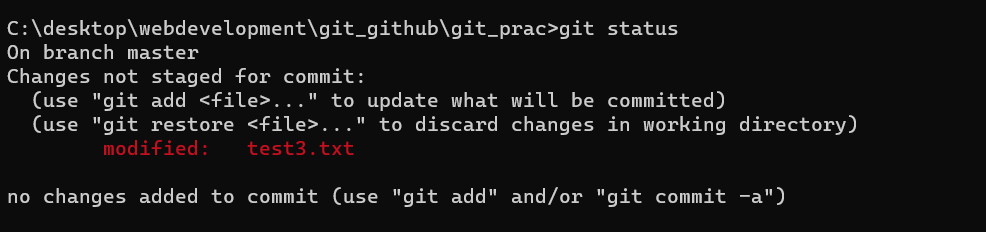 C:\desktop\webdevelopment\git_github\git_prac>git status
On branch master
Changes not staged for commit:
  (use "git add <file>..." to update what will be committed)
  (use "git restore <file>..." to discard changes in working directory)
        modified:   test3.txt

no changes added to commit (use "git add" and/or "git commit -a")